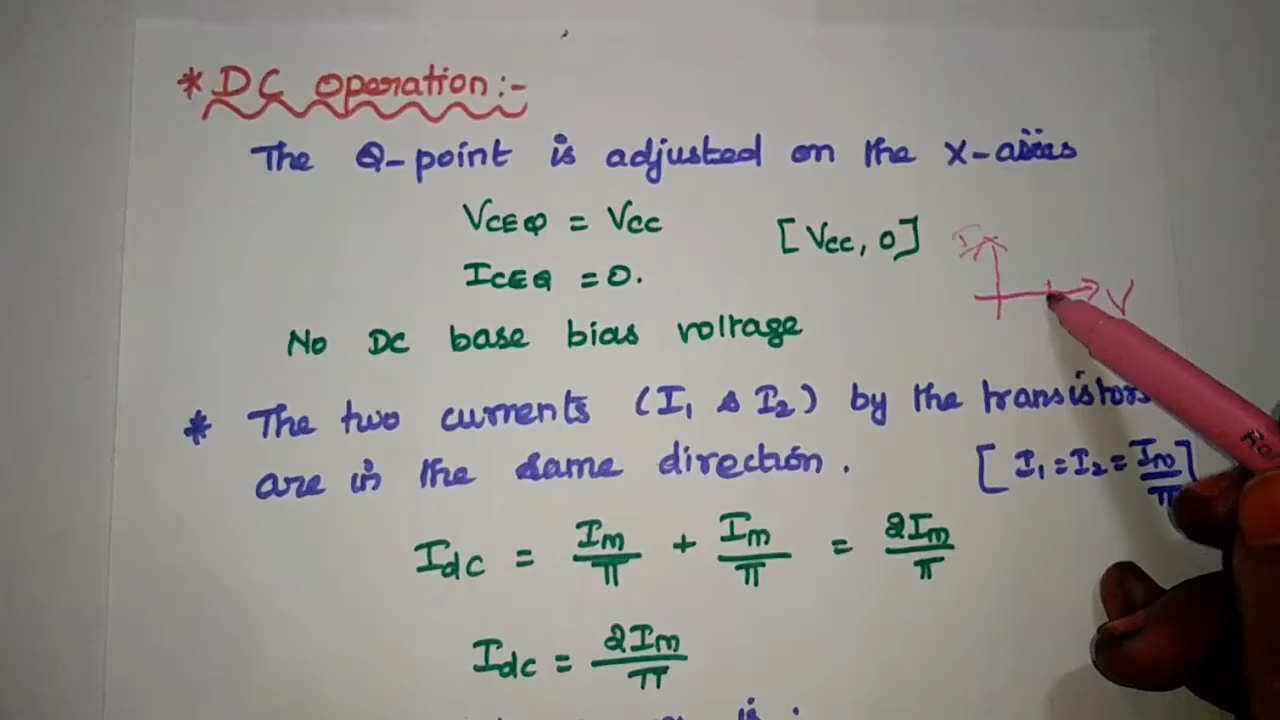 * DC Operation:-
The Q-point is adjusted on the X-axis
VCEQ = VCC [VCC, 0]
ICEQ = 0.
I
V
No DC base bias voltage
* The two currents (I₁ & I₂) by the transistors
are in the same direction. [I₁ = I₂ = Im/π]
Idc = Im/π + Im/π = 2Im/π
Idc = 2Im/π
is